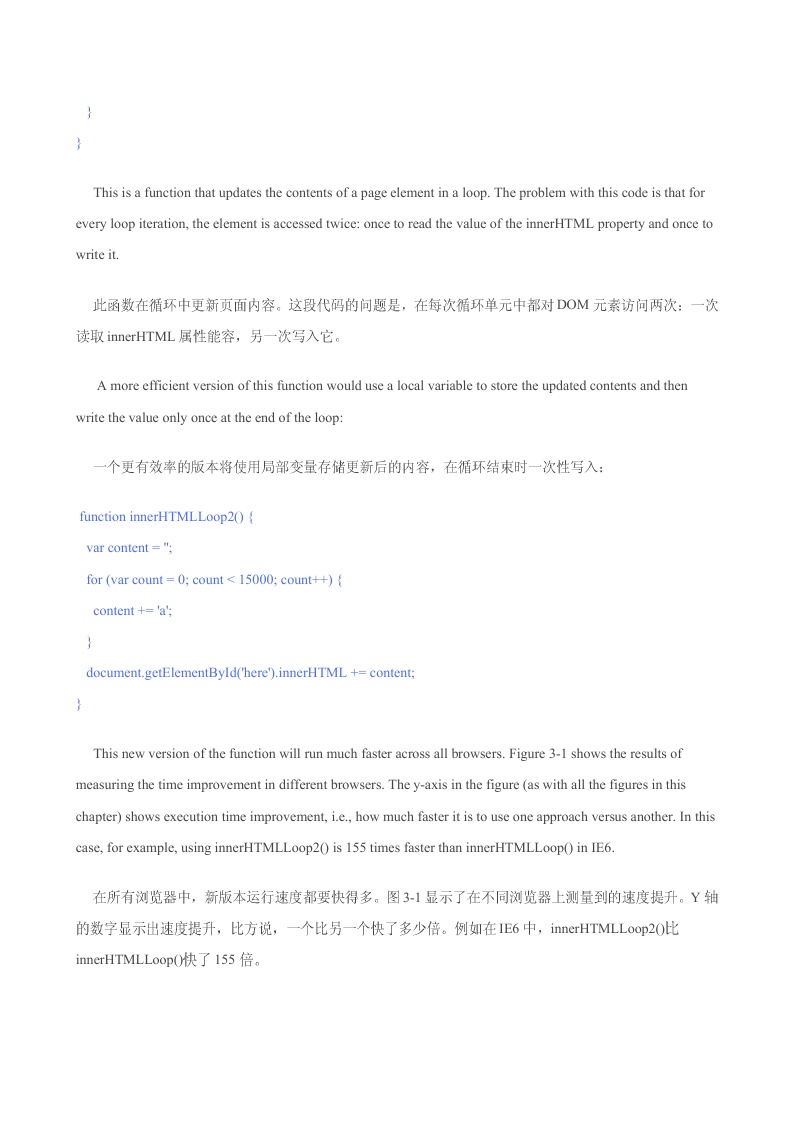 }
}
This is a function that updates the contents of a page element in a loop. The problem with this code is that for
every loop iteration, the element is accessed twice: once to read the value of the innerHTML property and once to
write it.
此函数在循环中更新页面内容。这段代码的问题是，在每次循环单元中都对 DOM 元素访问两次：一次
读取 innerHTML 属性能容，另一次写入它。
A more efficient version of this function would use a local variable to store the updated contents and then
write the value only once at the end of the loop:
一个更有效率的版本将使用局部变量存储更新后的内容，在循环结束时一次性写入：
function innerHTMLLoop2() {
var content = '';
for (var count = 0; count < 15000; count++) {
content += 'a';
}
document.getElementById('here').innerHTML += content;
}
This new version of the function will run much faster across all browsers. Figure 3-1 shows the results of
measuring the time improvement in different browsers. The y-axis in the figure (as with all the figures in this
chapter) shows execution time improvement, i.e., how much faster it is to use one approach versus another. In this
case, for example, using innerHTMLLoop2() is 155 times faster than innerHTMLLoop() in IE6.
在所有浏览器中，新版本运行速度都要快得多。图 3-1 显示了在不同浏览器上测量到的速度提升。Y 轴
的数字显示出速度提升，比方说，一个比另一个快了多少倍。例如在 IE6 中，innerHTMLLoop2()比
innerHTMLLoop()快了 155 倍。